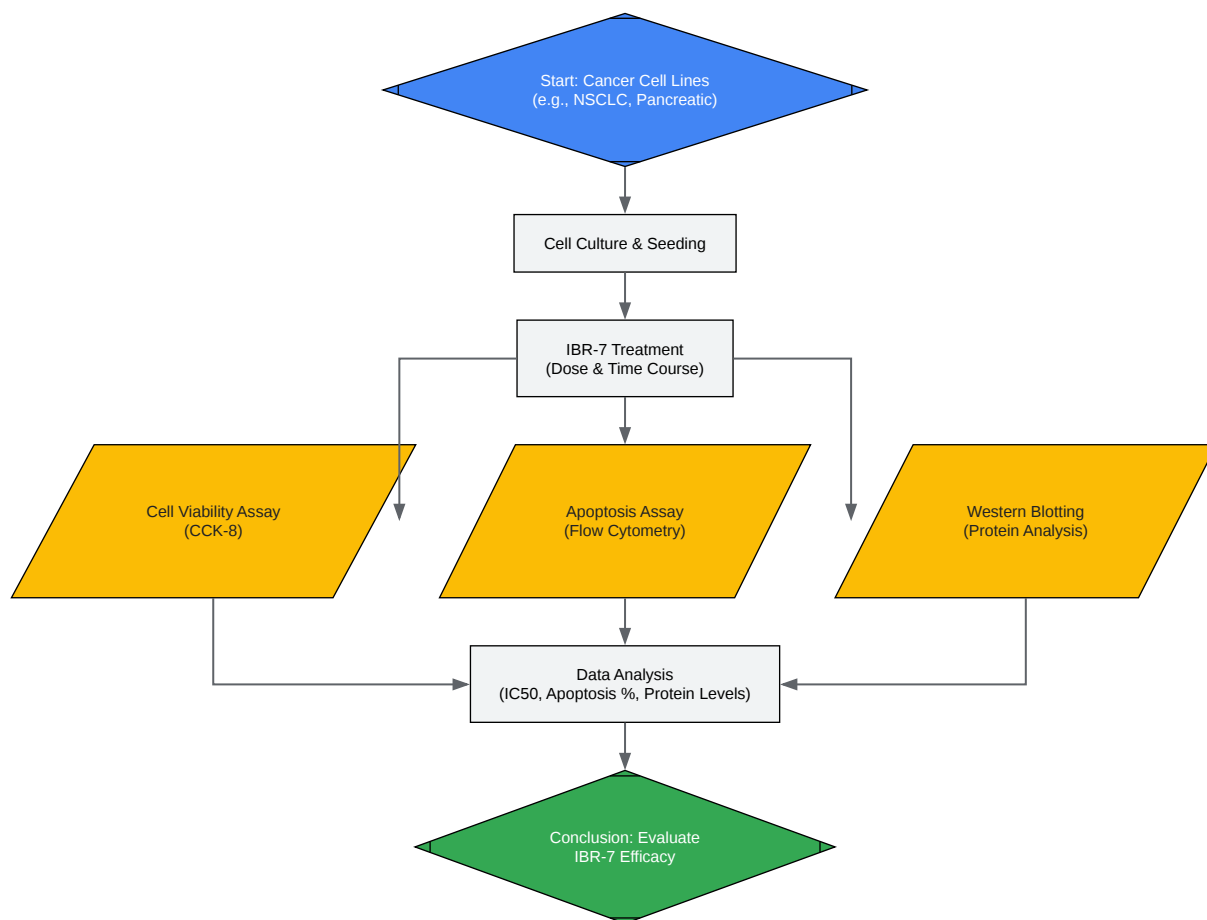 Start: Cancer Cell Lines
(e.g., NSCLC, Pancreatic)
Cell Culture & Seeding
IBR-7 Treatment
(Dose & Time Course)
Cell Viability Assay
(CCK-8)
Apoptosis Assay
(Flow Cytometry)
Western Blotting
(Protein Analysis)
Data Analysis
(IC50, Apoptosis %, Protein Levels)
Conclusion: Evaluate
IBR-7 Efficacy